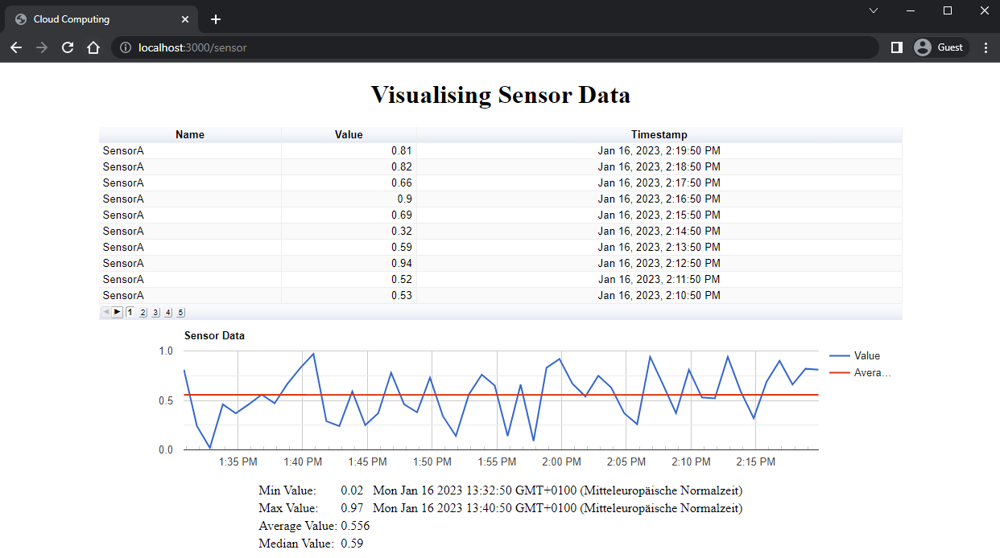 Cloud Computing
localhost:3000/sensor
Guest
Visualising Sensor Data
Name Value Timestamp
SensorA 0.81 Jan 16, 2023, 2:19:50 PM
SensorA 0.82 Jan 16, 2023, 2:18:50 PM
SensorA 0.66 Jan 16, 2023, 2:17:50 PM
SensorA 0.9 Jan 16, 2023, 2:16:50 PM
SensorA 0.69 Jan 16, 2023, 2:15:50 PM
SensorA 0.32 Jan 16, 2023, 2:14:50 PM
SensorA 0.59 Jan 16, 2023, 2:13:50 PM
SensorA 0.94 Jan 16, 2023, 2:12:50 PM
SensorA 0.52 Jan 16, 2023, 2:11:50 PM
SensorA 0.53 Jan 16, 2023, 2:10:50 PM
1 2 3 4 5
Sensor Data
1.0
0.5
0.0
Value
Avera...
1:35 PM 1:40 PM 1:45 PM 1:50 PM 1:55 PM 2:00 PM 2:05 PM 2:10 PM 2:15 PM
Min Value: 0.02 Mon Jan 16 2023 13:32:50 GMT+0100 (Mitteleuropäische Normalzeit)
Max Value: 0.97 Mon Jan 16 2023 13:40:50 GMT+0100 (Mitteleuropäische Normalzeit)
Average Value: 0.556
Median Value: 0.59